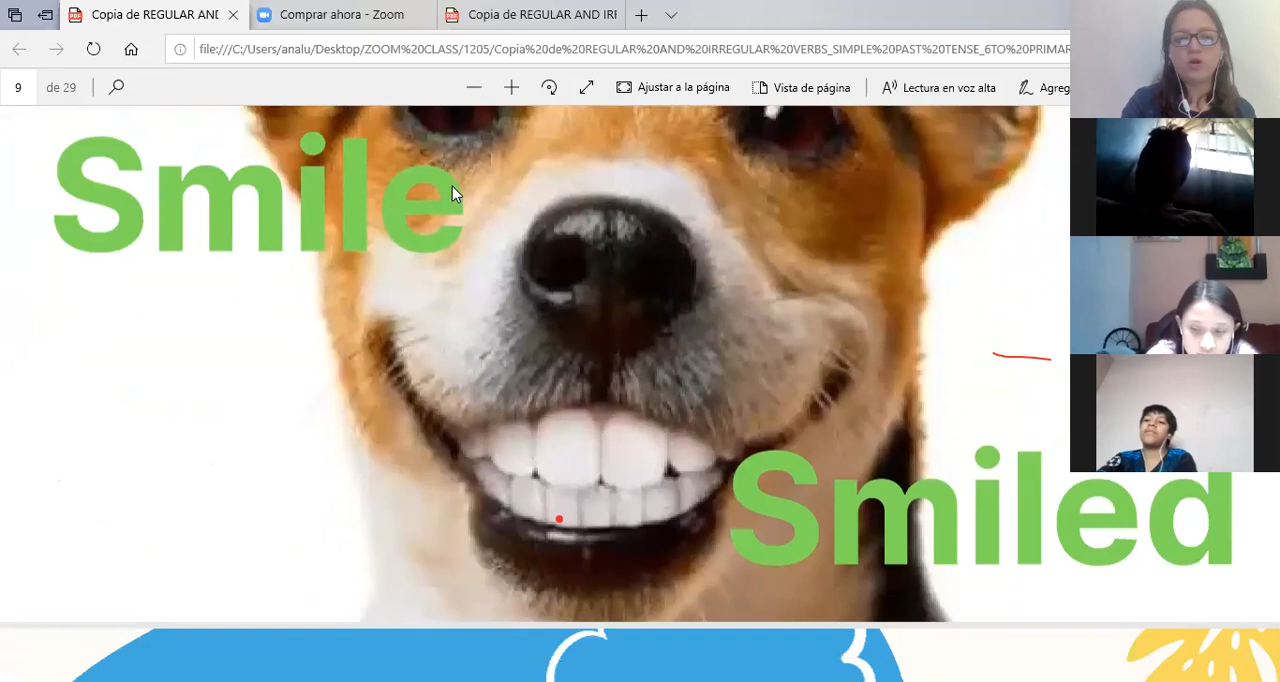 Copia de REGULAR AND
Comprar ahora - Zoom
Copia de REGULAR AND IRF
file:///C:/Users/analu/Desktop/ZOOM%20CLASS/1205/Copia%20de%20REGULAR%20AND%20IRREGULAR%20VERBS_SIMPLE%20PAST%20TENSE_6TO%20PRIMAR
9 de 29
Ajustar a la página
Vista de página
Lectura en voz alta
Agreg
Smile
Smiled